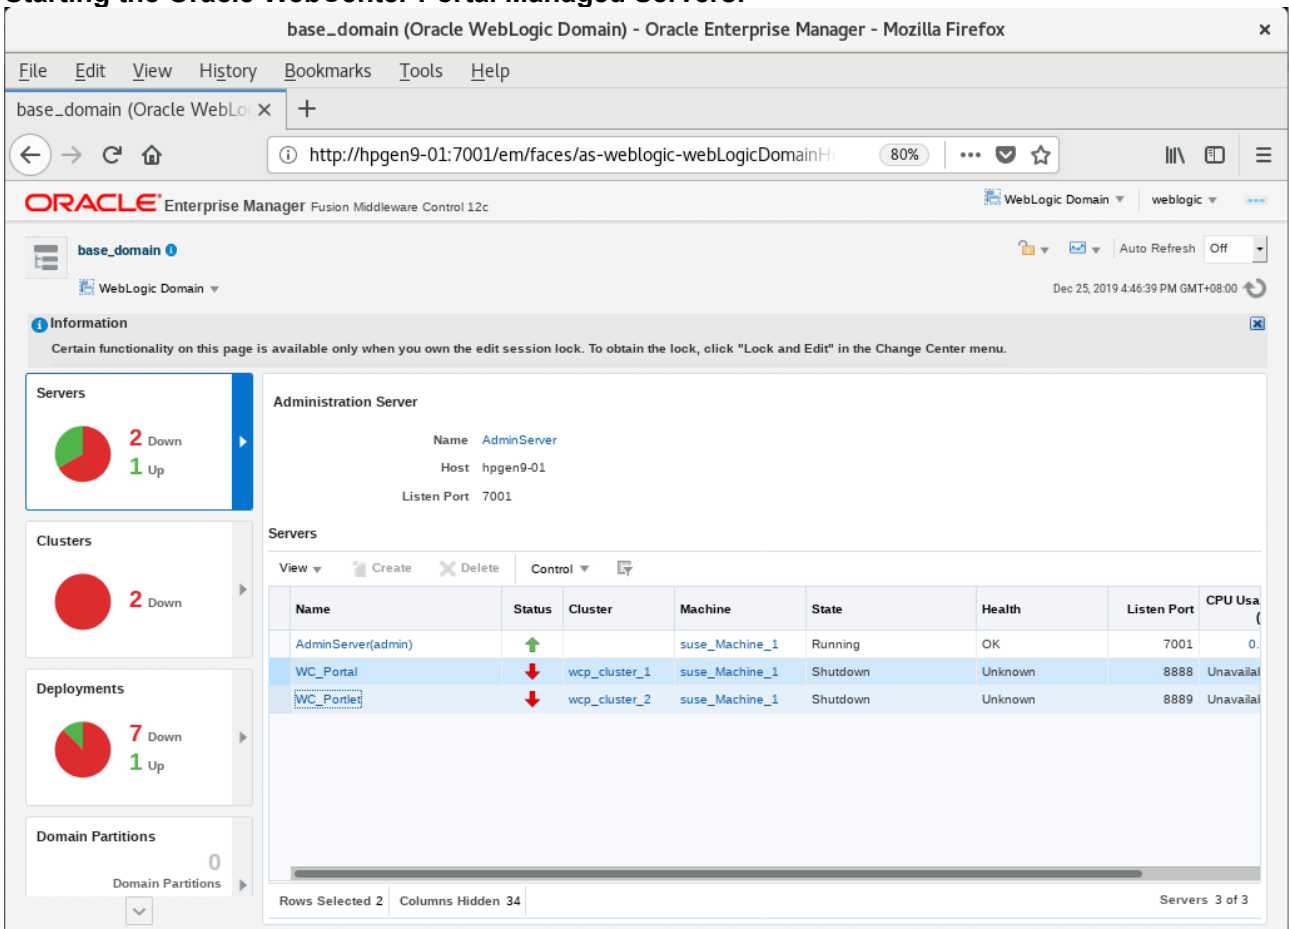 Starting the Oracle WebCenter Portal Managed Servers:
base_domain (Oracle WebLogic Domain) - Oracle Enterprise Manager - Mozilla Firefox
File Edit View History Bookmarks Tools Help
base_domain (Oracle WebLo
http://hpgen9-01:7001/em/faces/as-weblogic-webLogicDomainH 80%
ORACLE Enterprise Manager Fusion Middleware Control 12c WebLogic Domain weblogic
base_domain Auto Refresh Off
WebLogic Domain Dec 25, 2019 4:46:39 PM GMT+08:00
Information
Certain functionality on this page is available only when you own the edit session lock. To obtain the lock, click "Lock and Edit" in the Change Center menu.
Servers
2 Down
1 Up
Clusters
2 Down
Deployments
7 Down
1 Up
Domain Partitions
0
Domain Partitions
Administration Server
Name AdminServer
Host hpgen9-01
Listen Port 7001
Servers
View Create Delete Control
Name Status Cluster Machine State Health Listen Port CPU Usa
(
AdminServer(admin) suse_Machine_1 Running OK 7001 0.
WC_Portal wcp_cluster_1 suse_Machine_1 Shutdown Unknown 8888 Unavailal
WC_Portlet wcp_cluster_2 suse_Machine_1 Shutdown Unknown 8889 Unavailal
Rows Selected 2 Columns Hidden 34 Servers 3 of 3